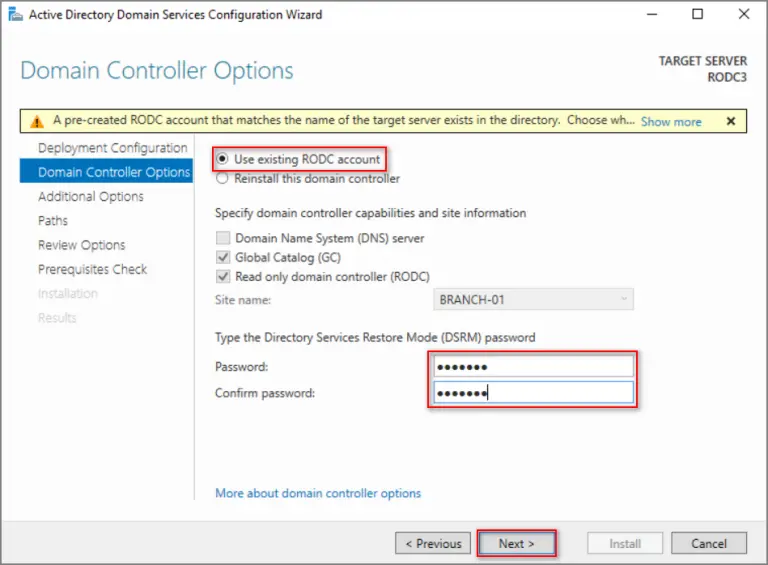 Active Directory Domain Services Configuration Wizard
Domain Controller Options
TARGET SERVER
RODC3
A pre-created RODC account that matches the name of the target server exists in the directory. Choose wh... Show more
Deployment Configuration
Domain Controller Options
Additional Options
Paths
Review Options
Prerequisites Check
Installation
Results
Use existing RODC account
Reinstall this domain controller
Specify domain controller capabilities and site information
Domain Name System (DNS) server
Global Catalog (GC)
Read only domain controller (RODC)
Site name: BRANCH-01
Type the Directory Services Restore Mode (DSRM) password
Password: •••••••
Confirm password: •••••••
More about domain controller options
< Previous Next > Install Cancel